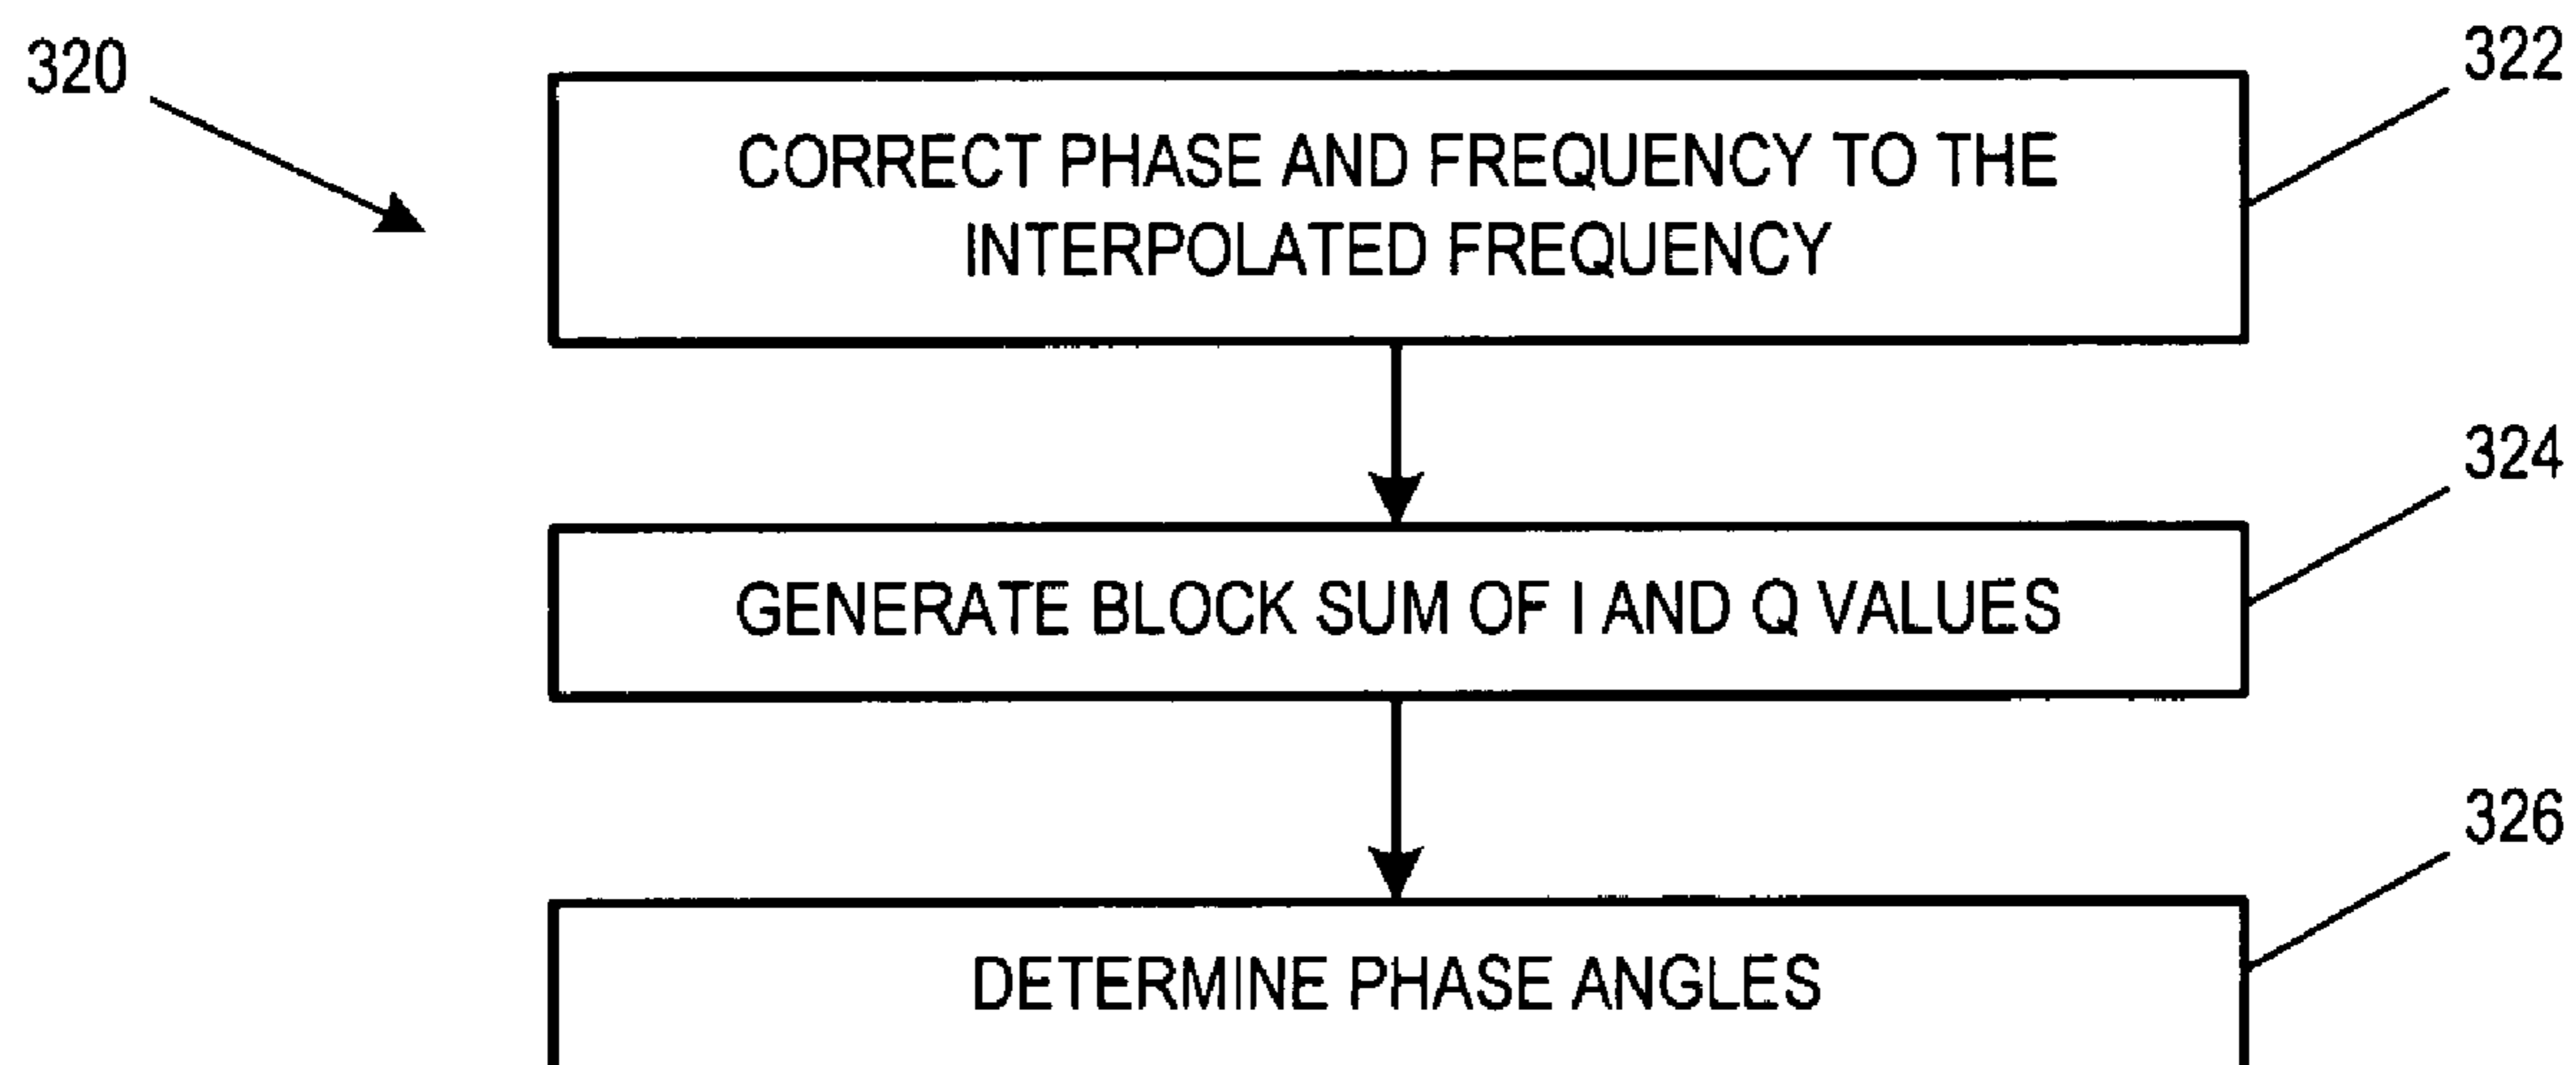 320
322
CORRECT PHASE AND FREQUENCY TO THE
INTERPOLATED FREQUENCY
324
GENERATE BLOCK SUM OF I AND Q VALUES
326
DETERMINE PHASE ANGLES